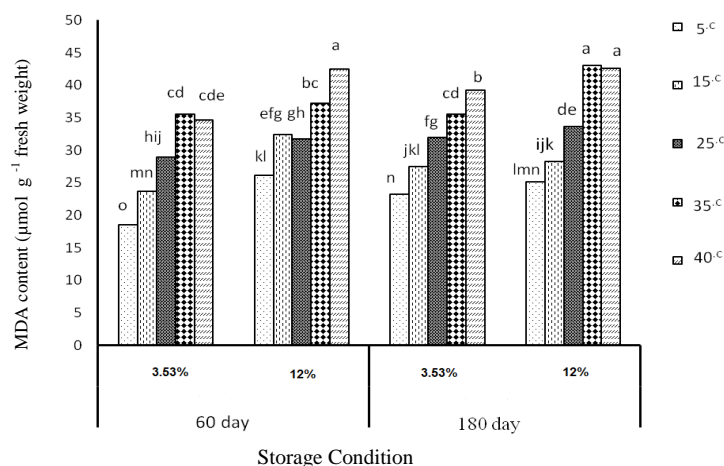 MDA content (µmol g -1 fresh weight)
50
45
40
35
30
25
20
15
10
5
0
o
mn
hij
cd
cde
kl
efg gh
bc
a
n
jkl
fg
cd
b
lmn
ijk
de
a a
3.53% 12% 3.53% 12%
60 day 180 day
Storage Condition
5.c
15.c
25.c
35.c
40.c